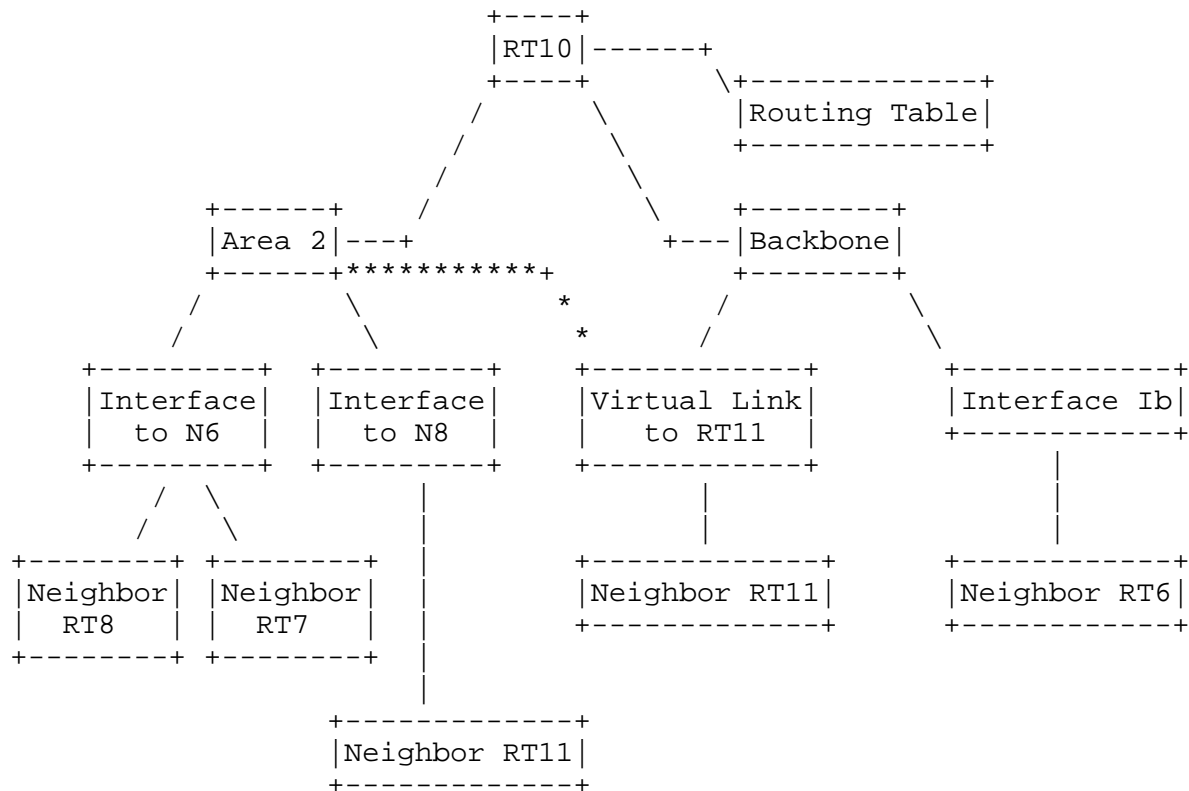 RT10
Routing Table
Area 2
Backbone
Interface
to N6
Interface
to N8
Virtual Link
to RT11
Interface Ib
Neighbor
RT8
Neighbor
RT7
Neighbor RT11
Neighbor RT6
Neighbor RT11